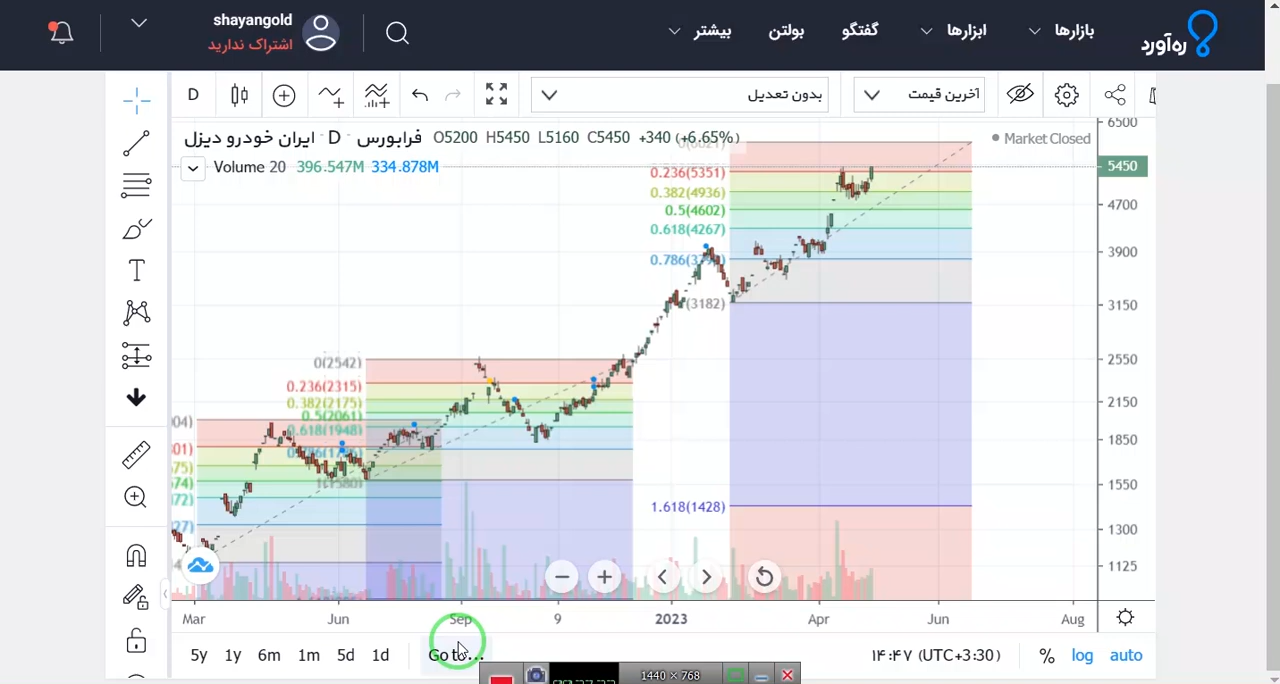 shayangold
اشتراک ندارید
بیشتر
بولتن
گفتگو
ابزارها
بازارها
ره‌آورد
D
بدون تعدیل
آخرین قیمت
ایران خودرو دیزل · D · فرابورس O5200 H5450 L5160 C5450 +340 (+6.65%)
Market Closed
Volume 20 396.547M 334.878M
6500
5450
4700
3900
3150
2550
2150
1850
1550
1300
1125
0.236(5351)
0.382(4936)
0.5(4602)
0.618(4267)
(3182)
1.618(1428)
0(2542)
0.236(2315)
0.382(2175)
0.5(2061)
0.618(1948)
1(1580)
Mar Jun Sep 9 2023 Apr Jun Aug
5y 1y 6m 1m 5d 1d
۱۴:۴۷ (UTC+3:30)
% log auto
1440 × 768